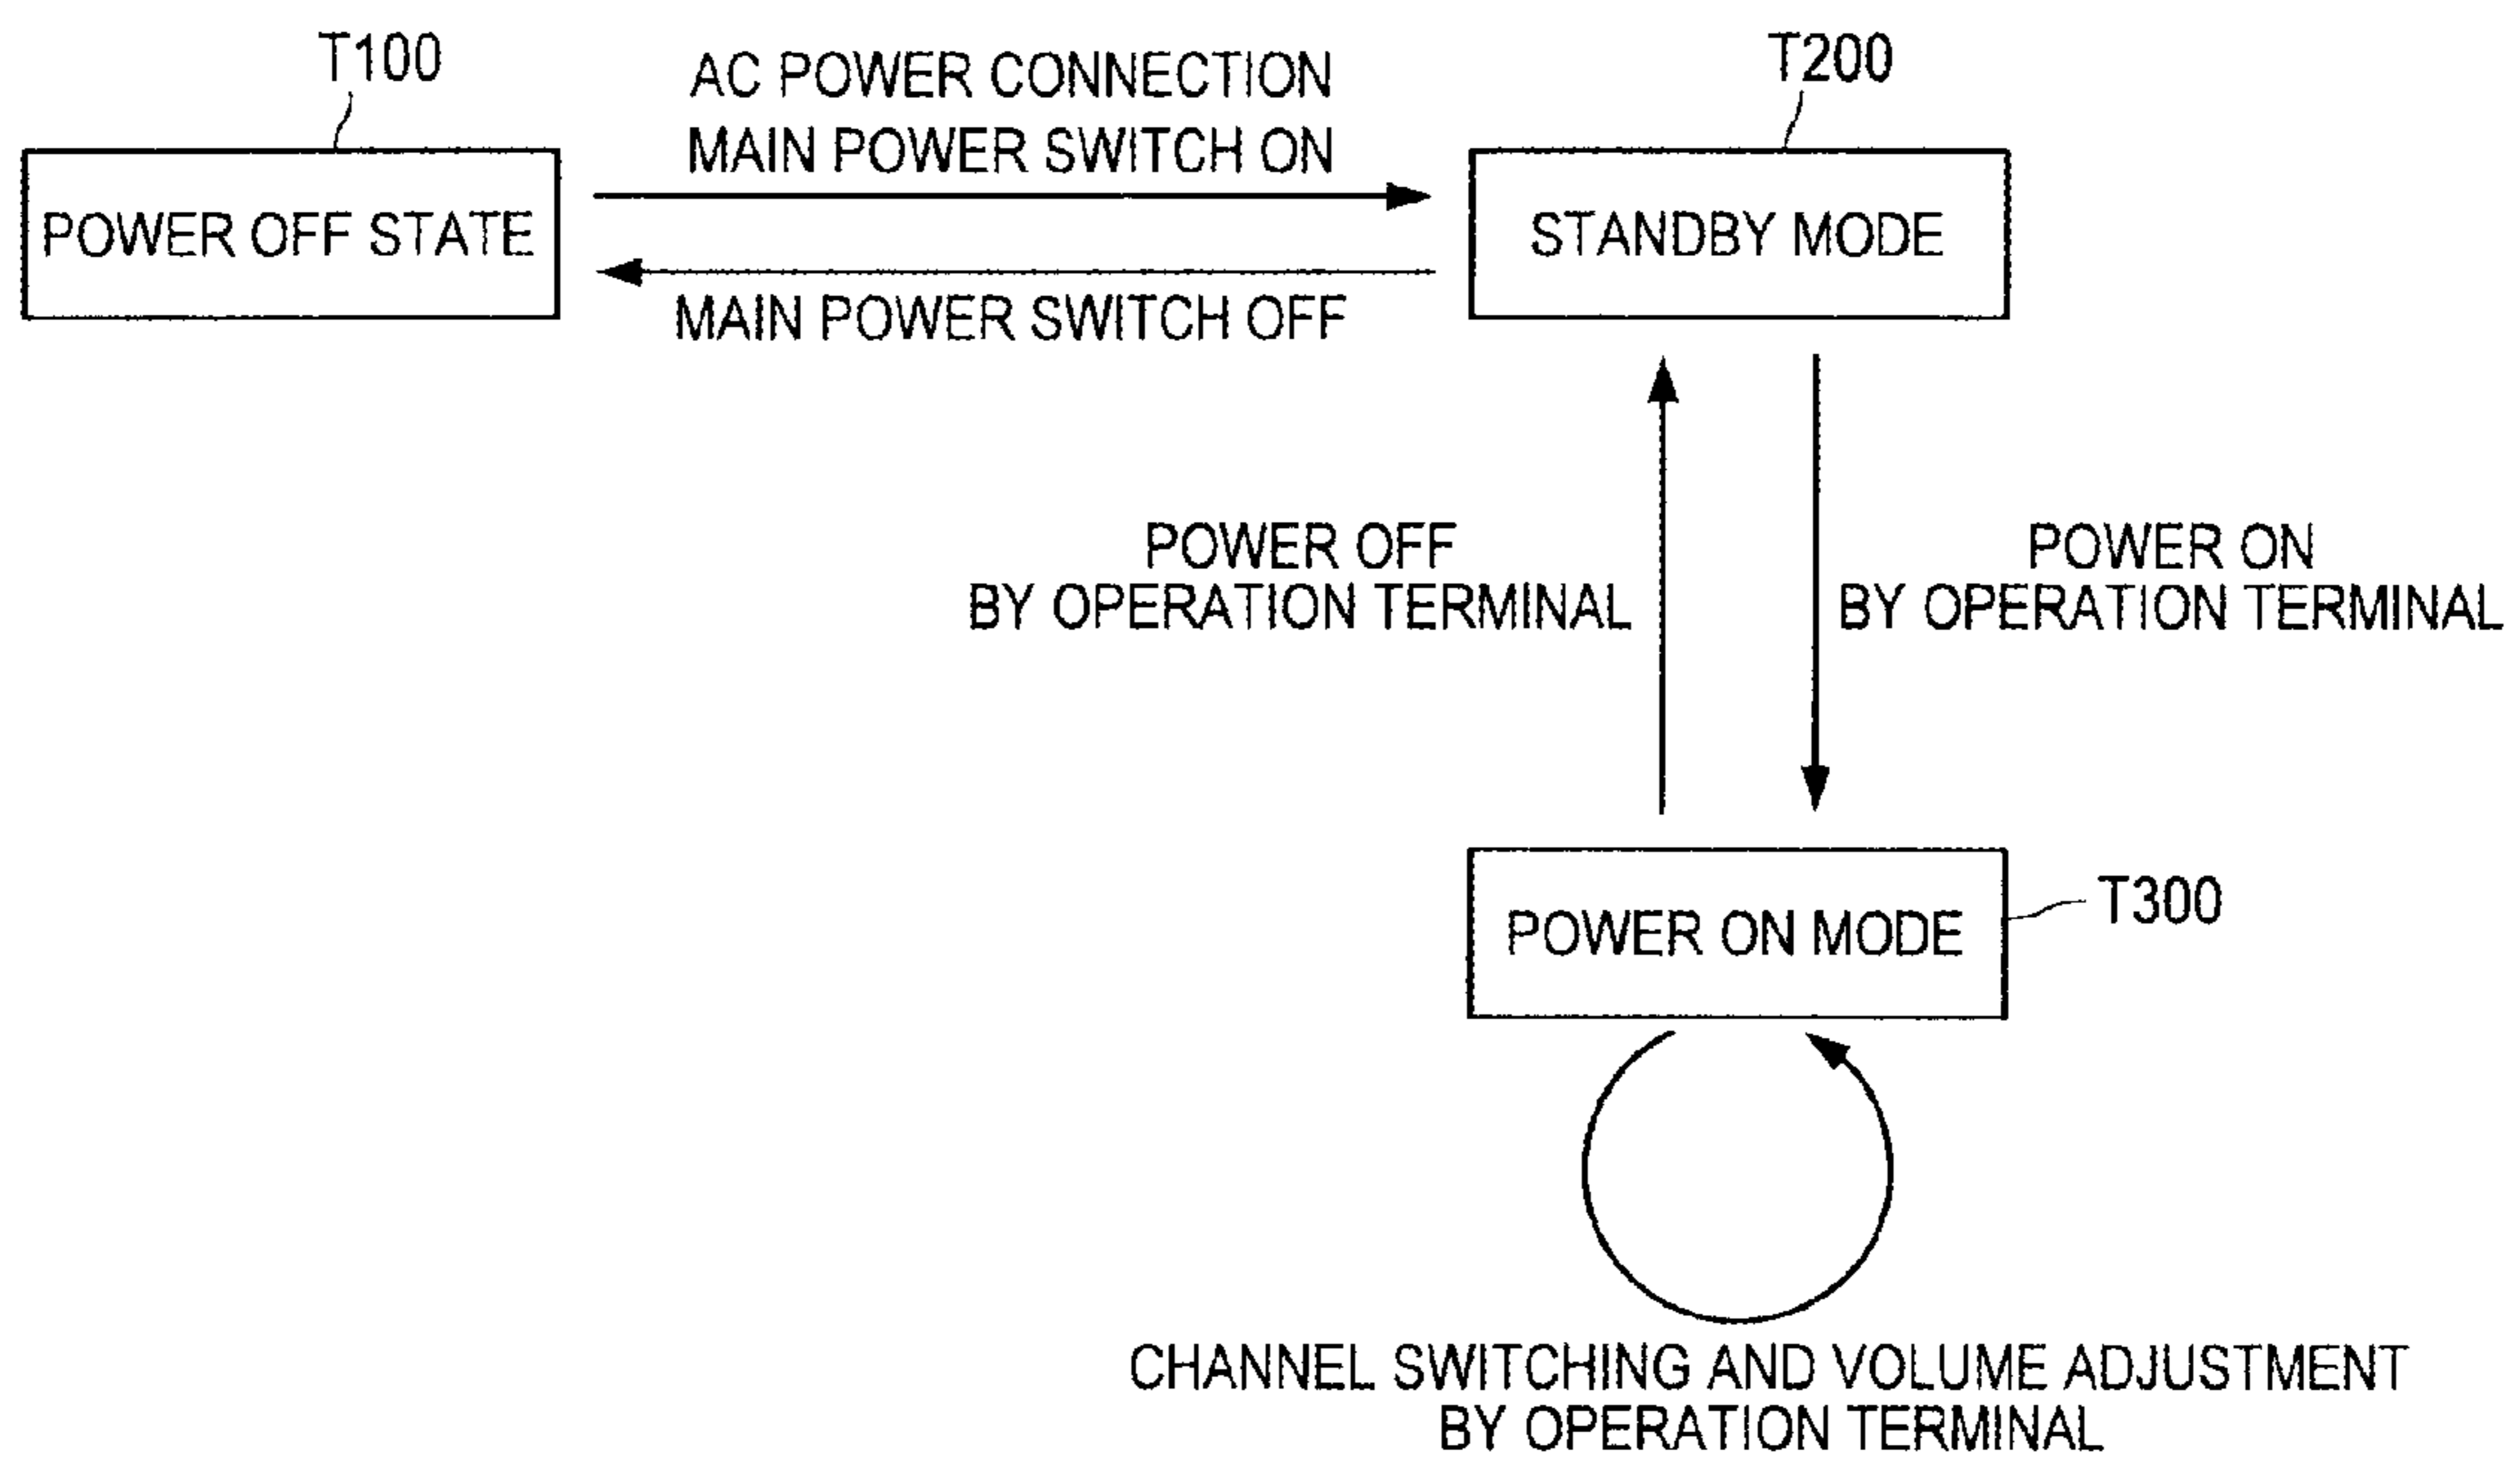 T100
T200
AC POWER CONNECTION
MAIN POWER SWITCH ON
POWER OFF STATE
STANDBY MODE
MAIN POWER SWITCH OFF
POWER OFF
BY OPERATION TERMINAL
POWER ON
BY OPERATION TERMINAL
POWER ON MODE
T300
CHANNEL SWITCHING AND VOLUME ADJUSTMENT
BY OPERATION TERMINAL